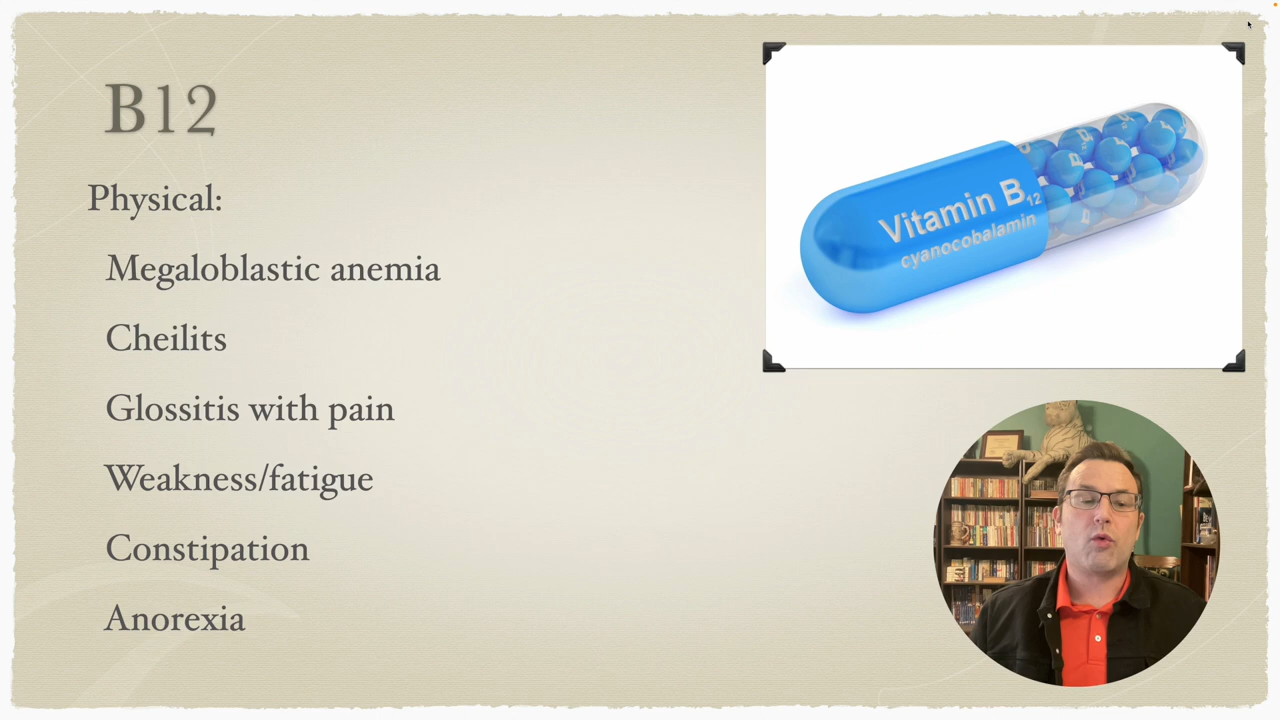 B12
Physical:
Megaloblastic anemia
Cheilits
Glossitis with pain
Weakness/fatigue
Constipation
Anorexia
Vitamin B12
cyanocobalamin